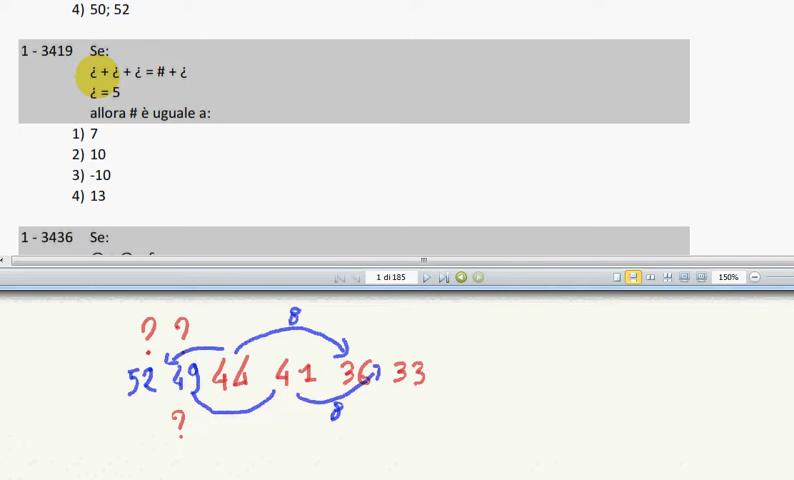 4) 50; 52
1 - 3419 Se:
¿ + ¿ + ¿ = # + ¿
¿ = 5
allora # è uguale a:
1) 7
2) 10
3) -10
4) 13
1 - 3436 Se:
1 di 185
150%
8
? ?
52 49 44 41 36 33
8
?